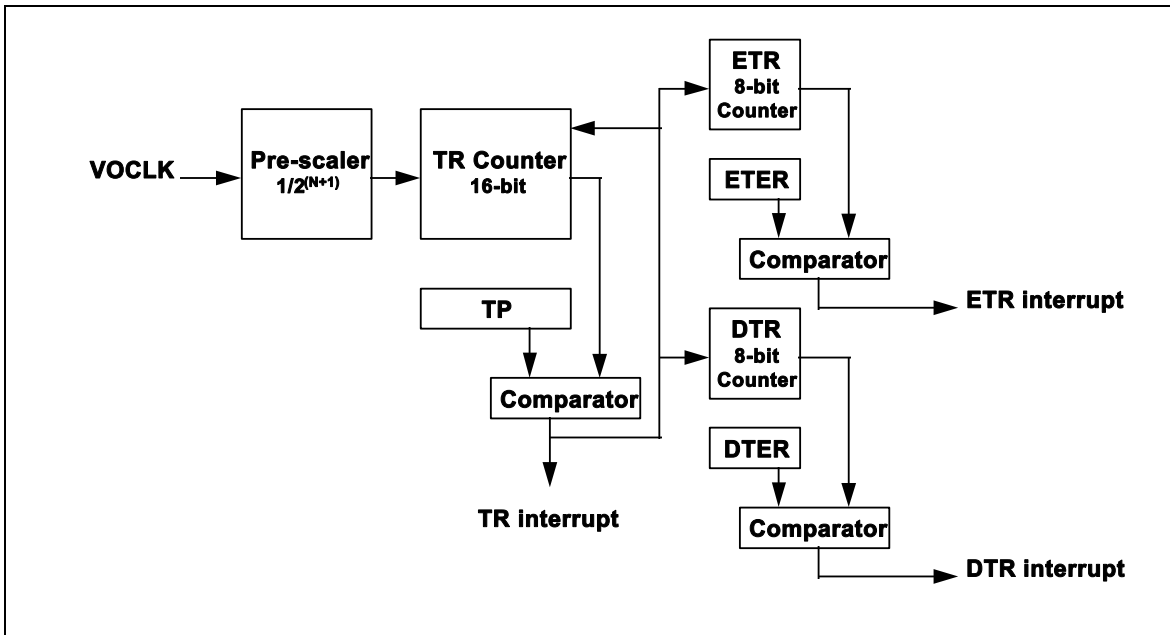 VOCLK
Pre-scaler
1/2^(N+1)
TR Counter
16-bit
TP
Comparator
TR interrupt
ETR
8-bit
Counter
ETER
Comparator
ETR interrupt
DTR
8-bit
Counter
DTER
Comparator
DTR interrupt